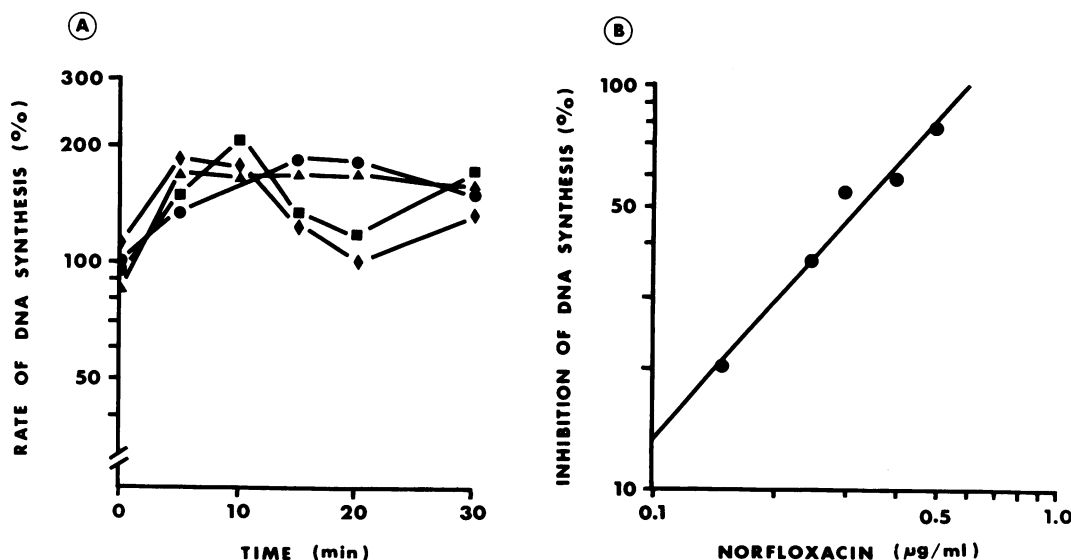 A
RATE OF DNA SYNTHESIS (%)
300
200
100
50
0 10 20 30
TIME (min)
B
INHIBITION OF DNA SYNTHESIS (%)
100
50
10
0.1 0.5 1.0
NORFLOXACIN (µg/ml)